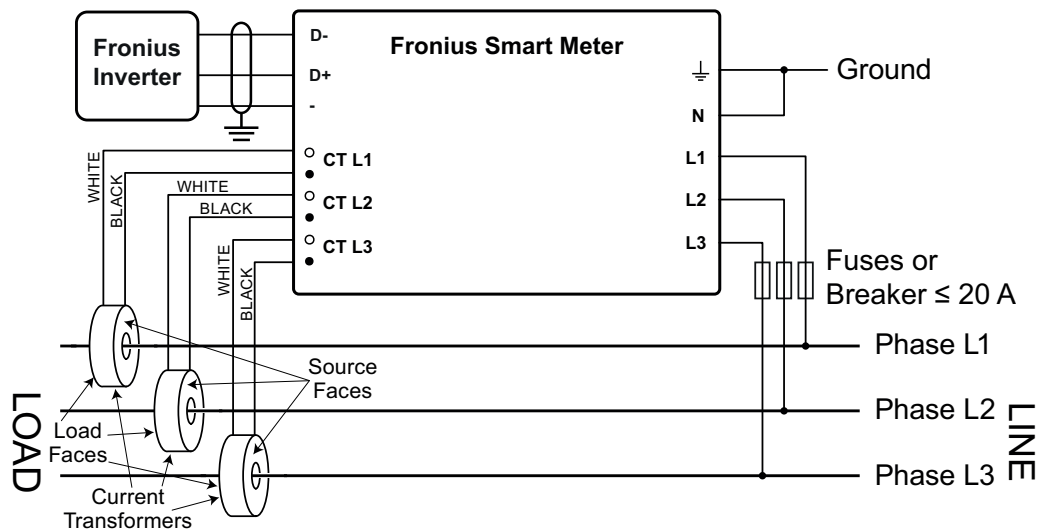 Fronius
Inverter
D-
D+
-
Fronius Smart Meter
⏚
N
Ground
CT L1
CT L2
CT L3
L1
L2
L3
WHITE
BLACK
WHITE
BLACK
WHITE
BLACK
Fuses or
Breaker ≤ 20 A
Phase L1
Phase L2
Phase L3
Source
Faces
LOAD
Load
Faces
Current
Transformers
LINE